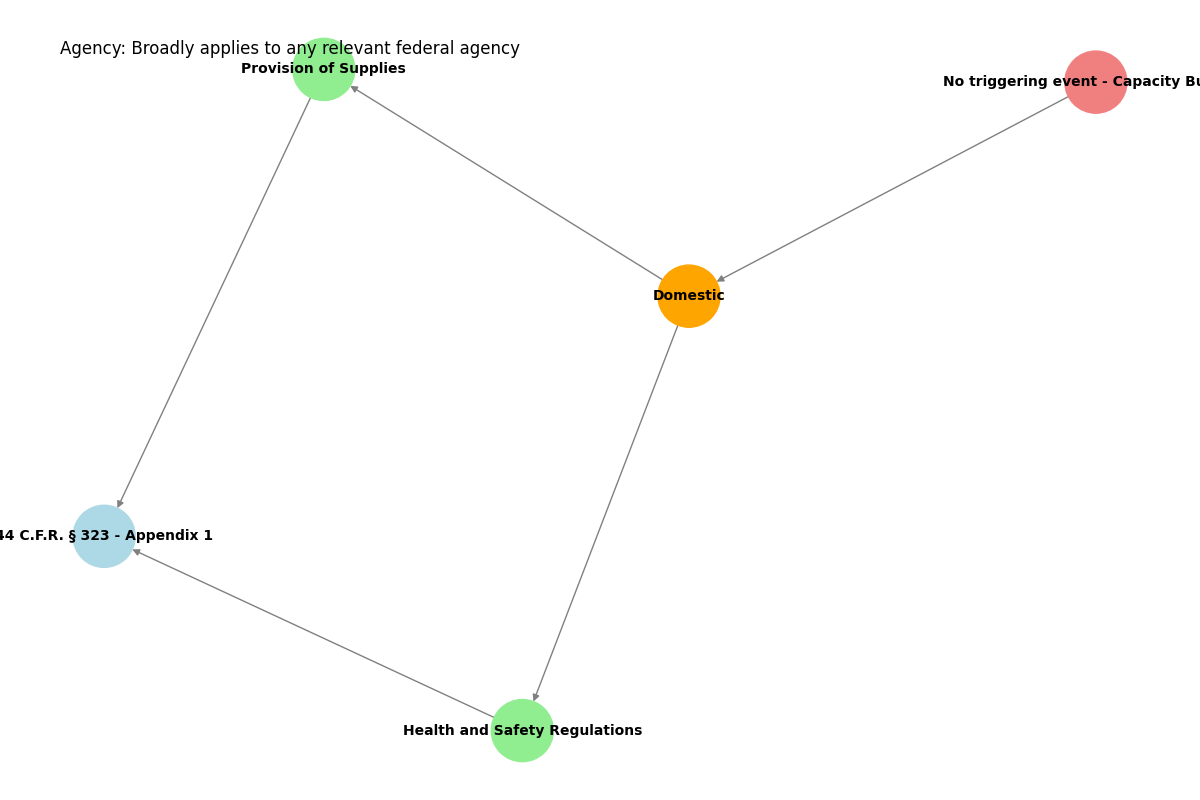 Agency: Broadly applies to any relevant federal agency
Provision of Supplies
No triggering event - Capacity Bu
Domestic
44 C.F.R. § 323 - Appendix 1
Health and Safety Regulations